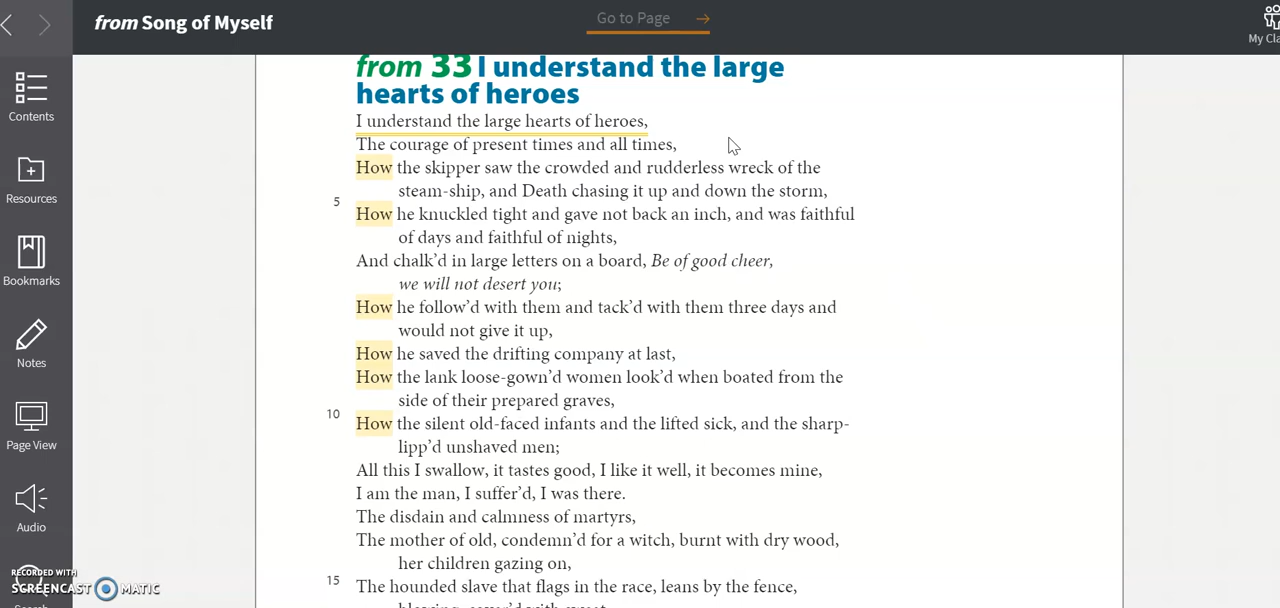 from Song of Myself
Go to Page →
My Cla
Contents
Resources
Bookmarks
Notes
Page View
Audio
RECORDED WITH
SCREENCAST MATIC
from 33 I understand the large
hearts of heroes
I understand the large hearts of heroes,
The courage of present times and all times,
How the skipper saw the crowded and rudderless wreck of the
steam-ship, and Death chasing it up and down the storm,
5 How he knuckled tight and gave not back an inch, and was faithful
of days and faithful of nights,
And chalk'd in large letters on a board, Be of good cheer,
we will not desert you;
How he follow'd with them and tack'd with them three days and
would not give it up,
How he saved the drifting company at last,
How the lank loose-gown'd women look'd when boated from the
side of their prepared graves,
10 How the silent old-faced infants and the lifted sick, and the sharp-
lipp'd unshaved men;
All this I swallow, it tastes good, I like it well, it becomes mine,
I am the man, I suffer'd, I was there.
The disdain and calmness of martyrs,
The mother of old, condemn'd for a witch, burnt with dry wood,
her children gazing on,
15 The hounded slave that flags in the race, leans by the fence,